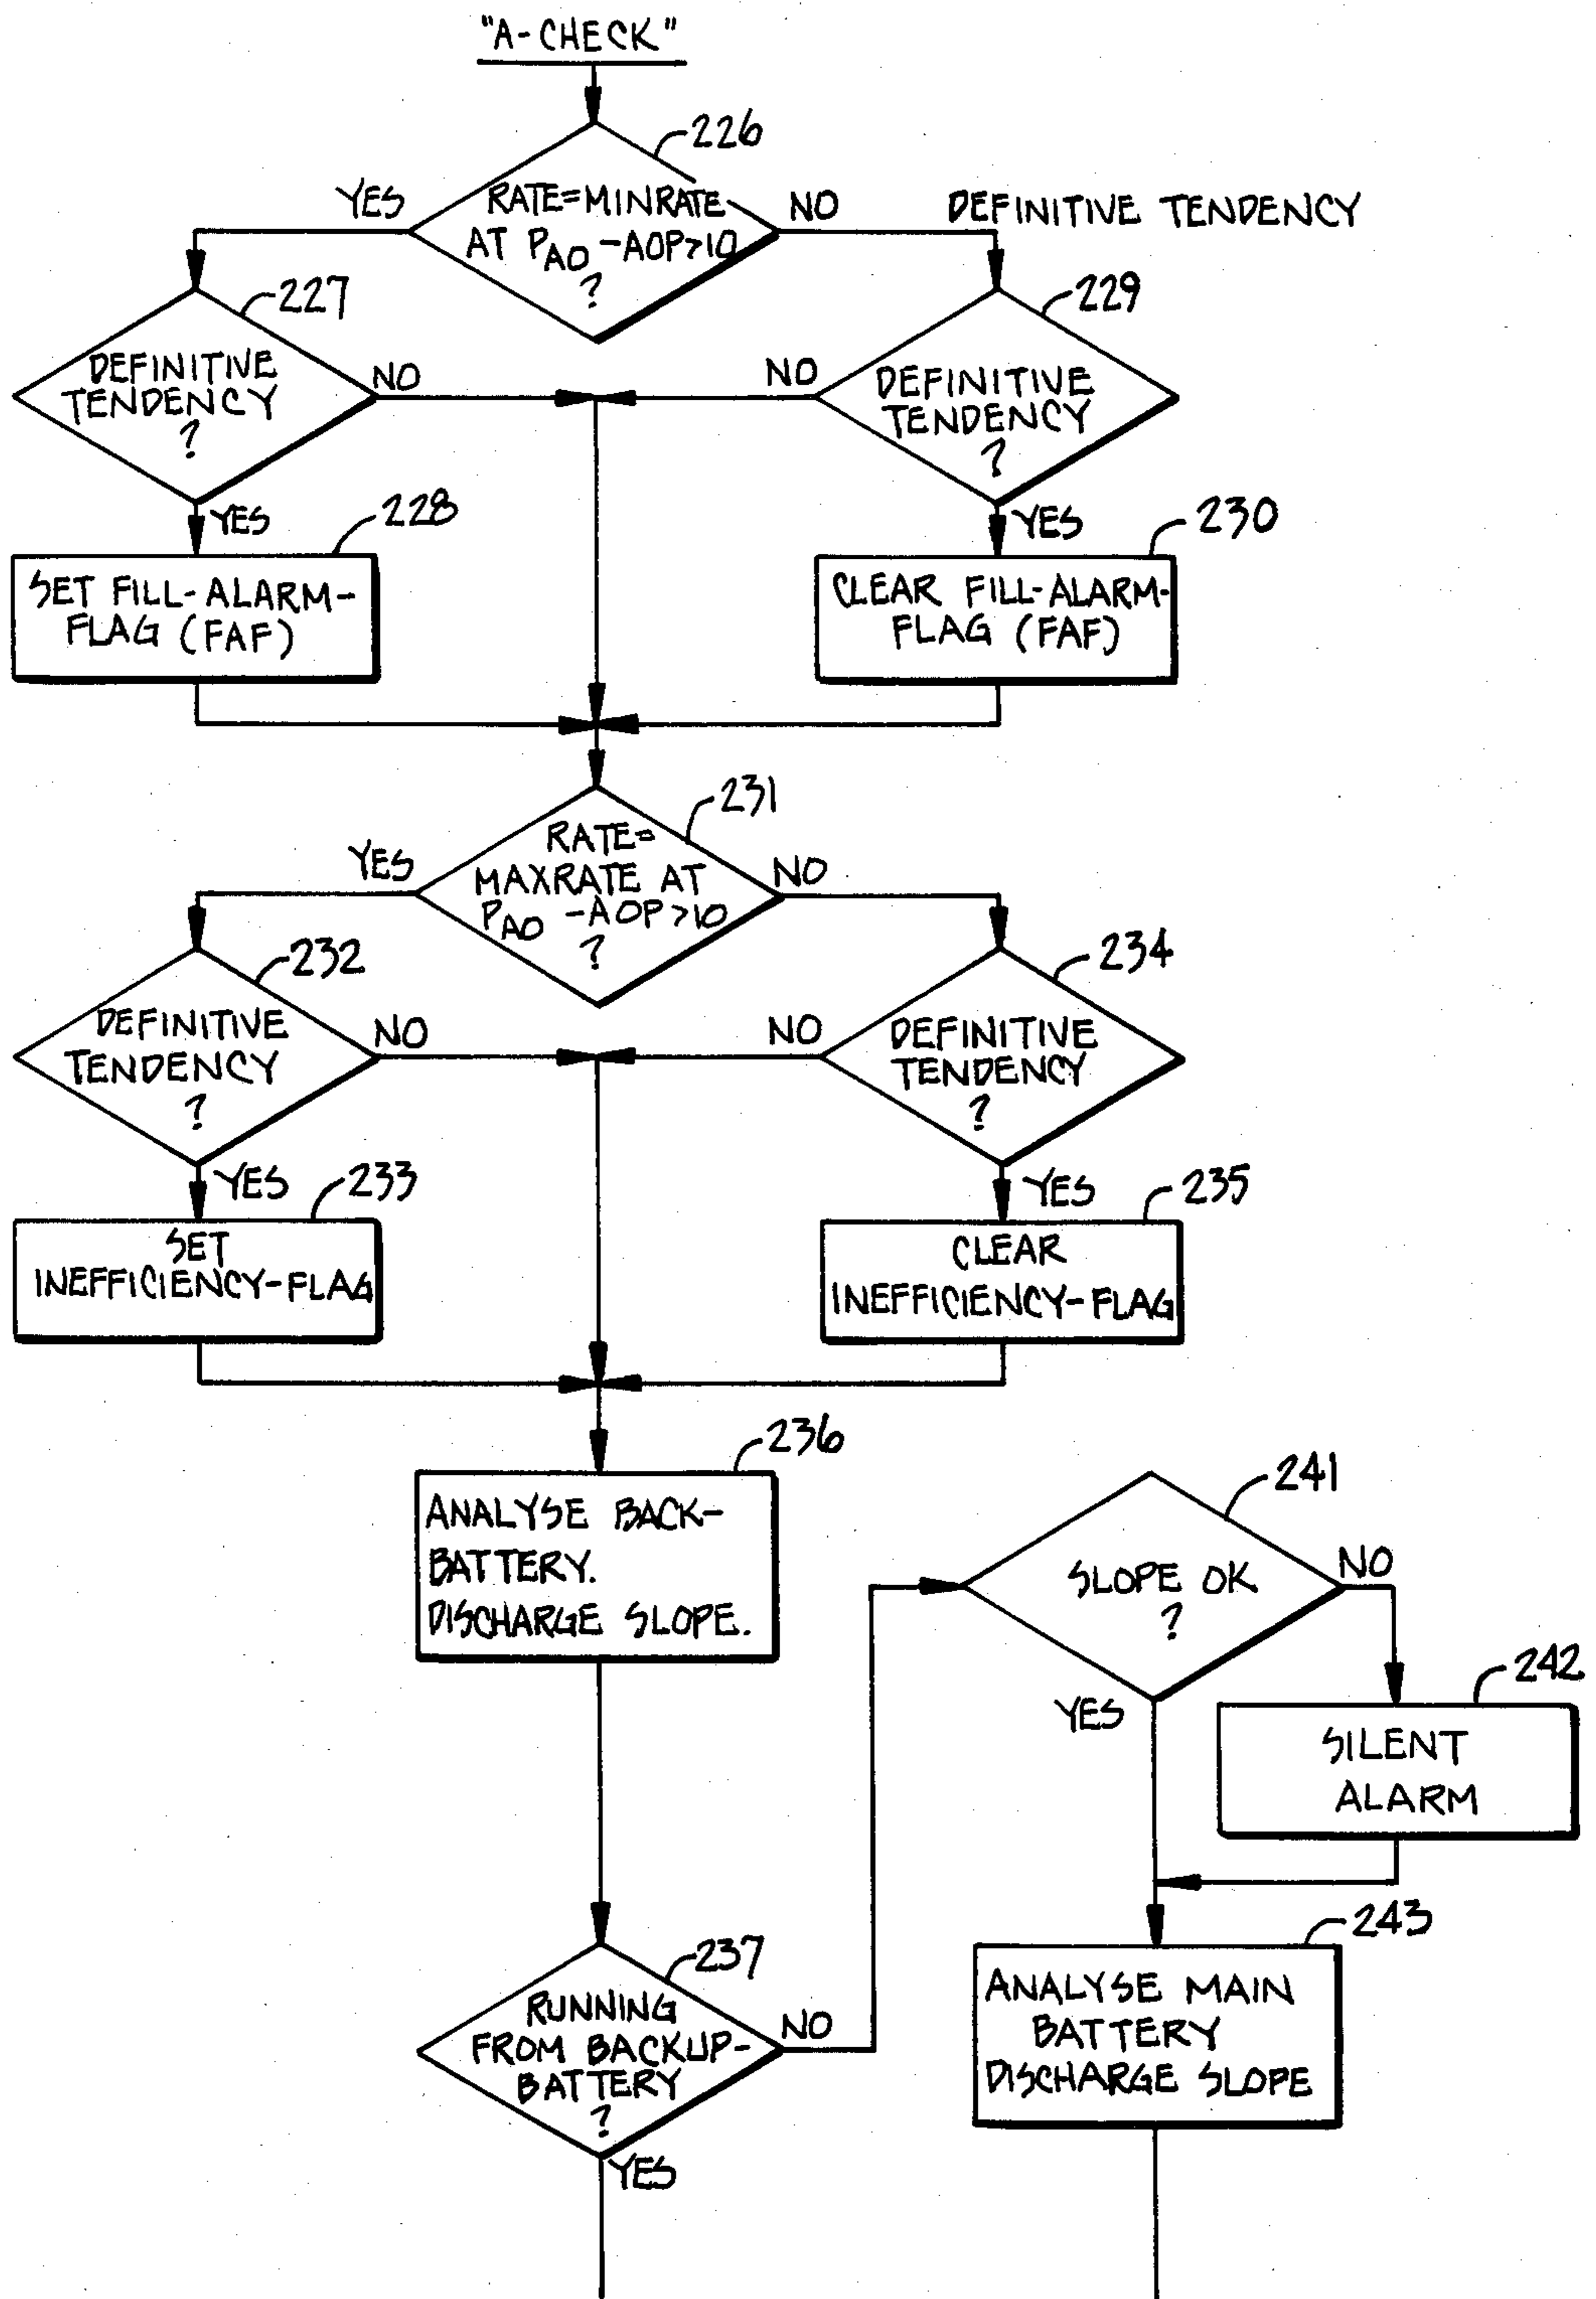 "A-CHECK"
226
RATE=MINRATE
AT PAO -AOP>10
?
YES
NO
DEFINITIVE TENDENCY
227
DEFINITIVE
TENDENCY
?
NO
YES
229
DEFINITIVE
TENDENCY
?
NO
YES
228
SET FILL-ALARM-
FLAG (FAF)
230
CLEAR FILL-ALARM-
FLAG (FAF)
231
RATE=
MAXRATE AT
PAO -AOP>10
?
YES
NO
232
DEFINITIVE
TENDENCY
?
NO
YES
234
DEFINITIVE
TENDENCY
?
NO
YES
233
SET
INEFFICIENCY-FLAG
235
CLEAR
INEFFICIENCY-FLAG
236
ANALYSE BACK-
BATTERY.
DISCHARGE SLOPE.
241
SLOPE OK
?
NO
YES
242
SILENT
ALARM
237
RUNNING
FROM BACKUP-
BATTERY
?
NO
YES
243
ANALYSE MAIN
BATTERY
DISCHARGE SLOPE